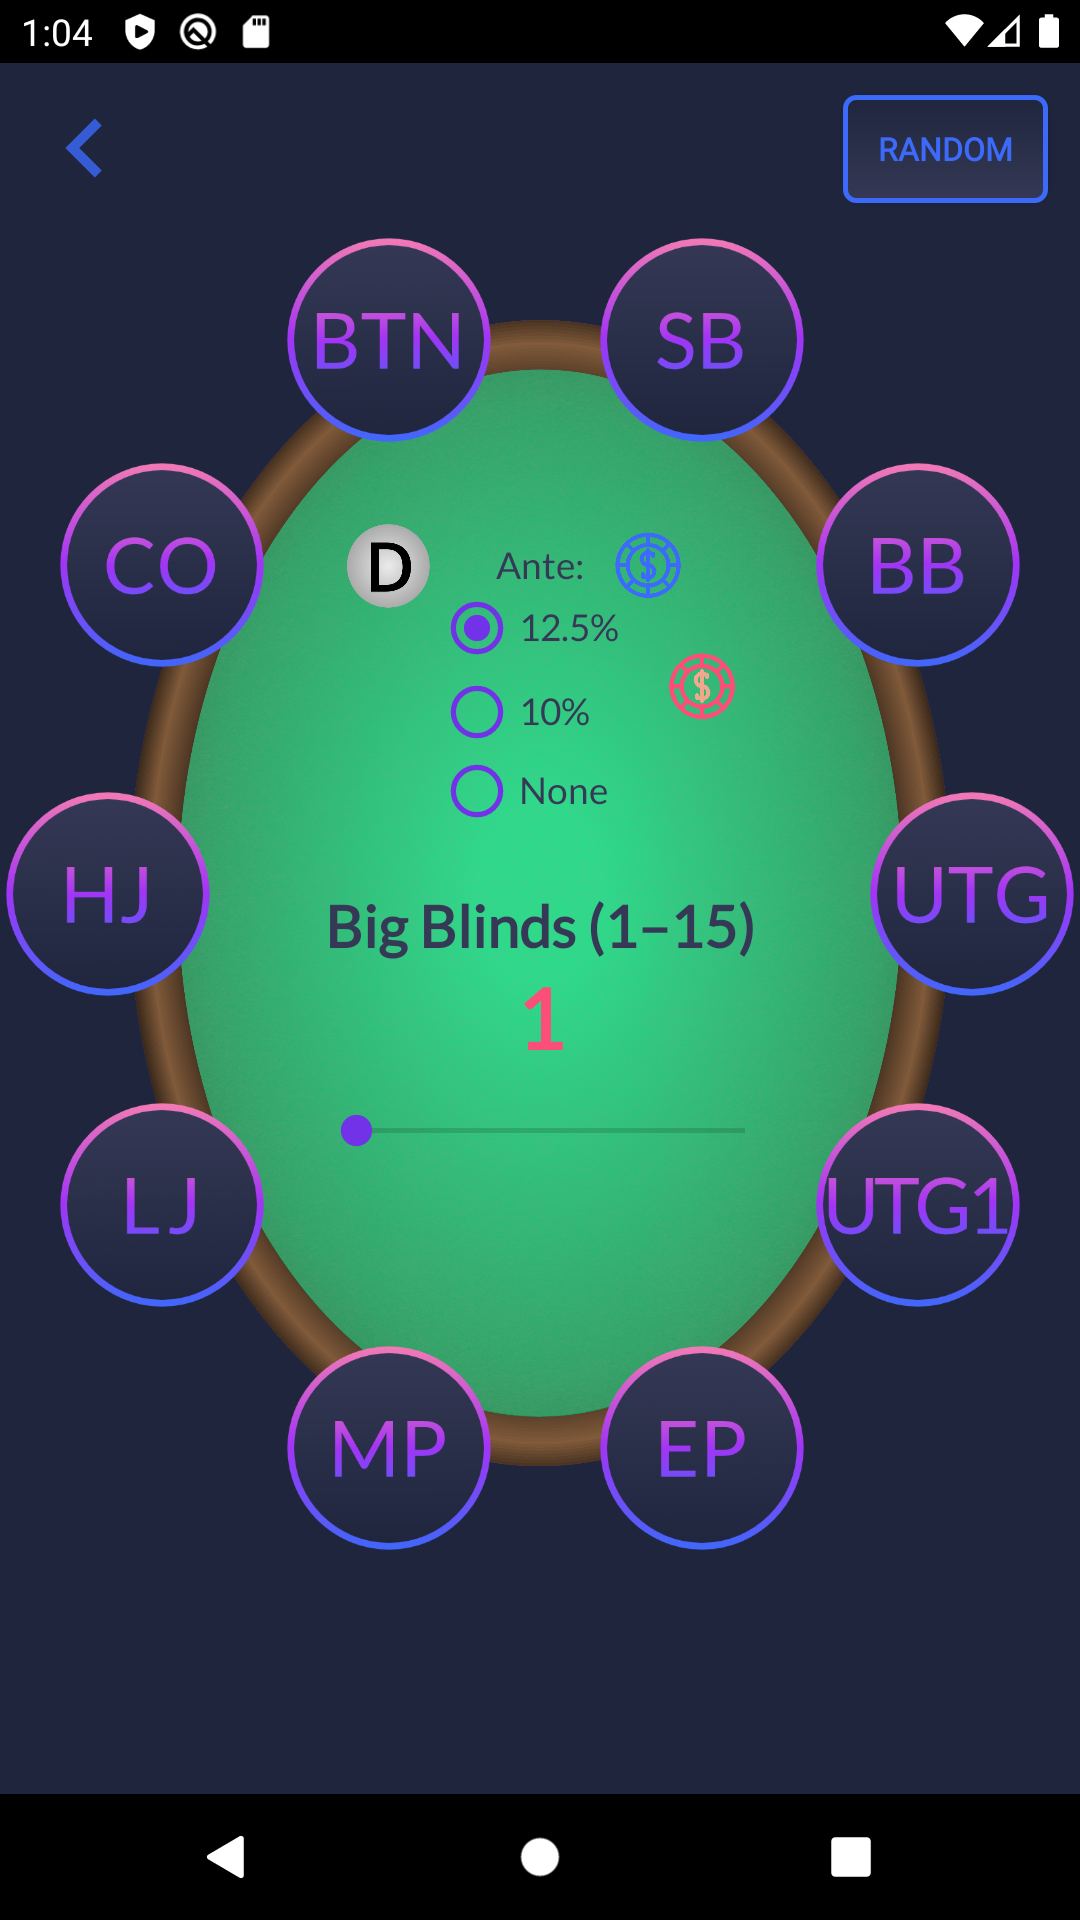 1:04
RANDOM
BTN
SB
CO
BB
D
Ante:
$
12.5%
$
10%
None
HJ
UTG
Big Blinds (1–15)
1
LJ
UTG1
MP
EP